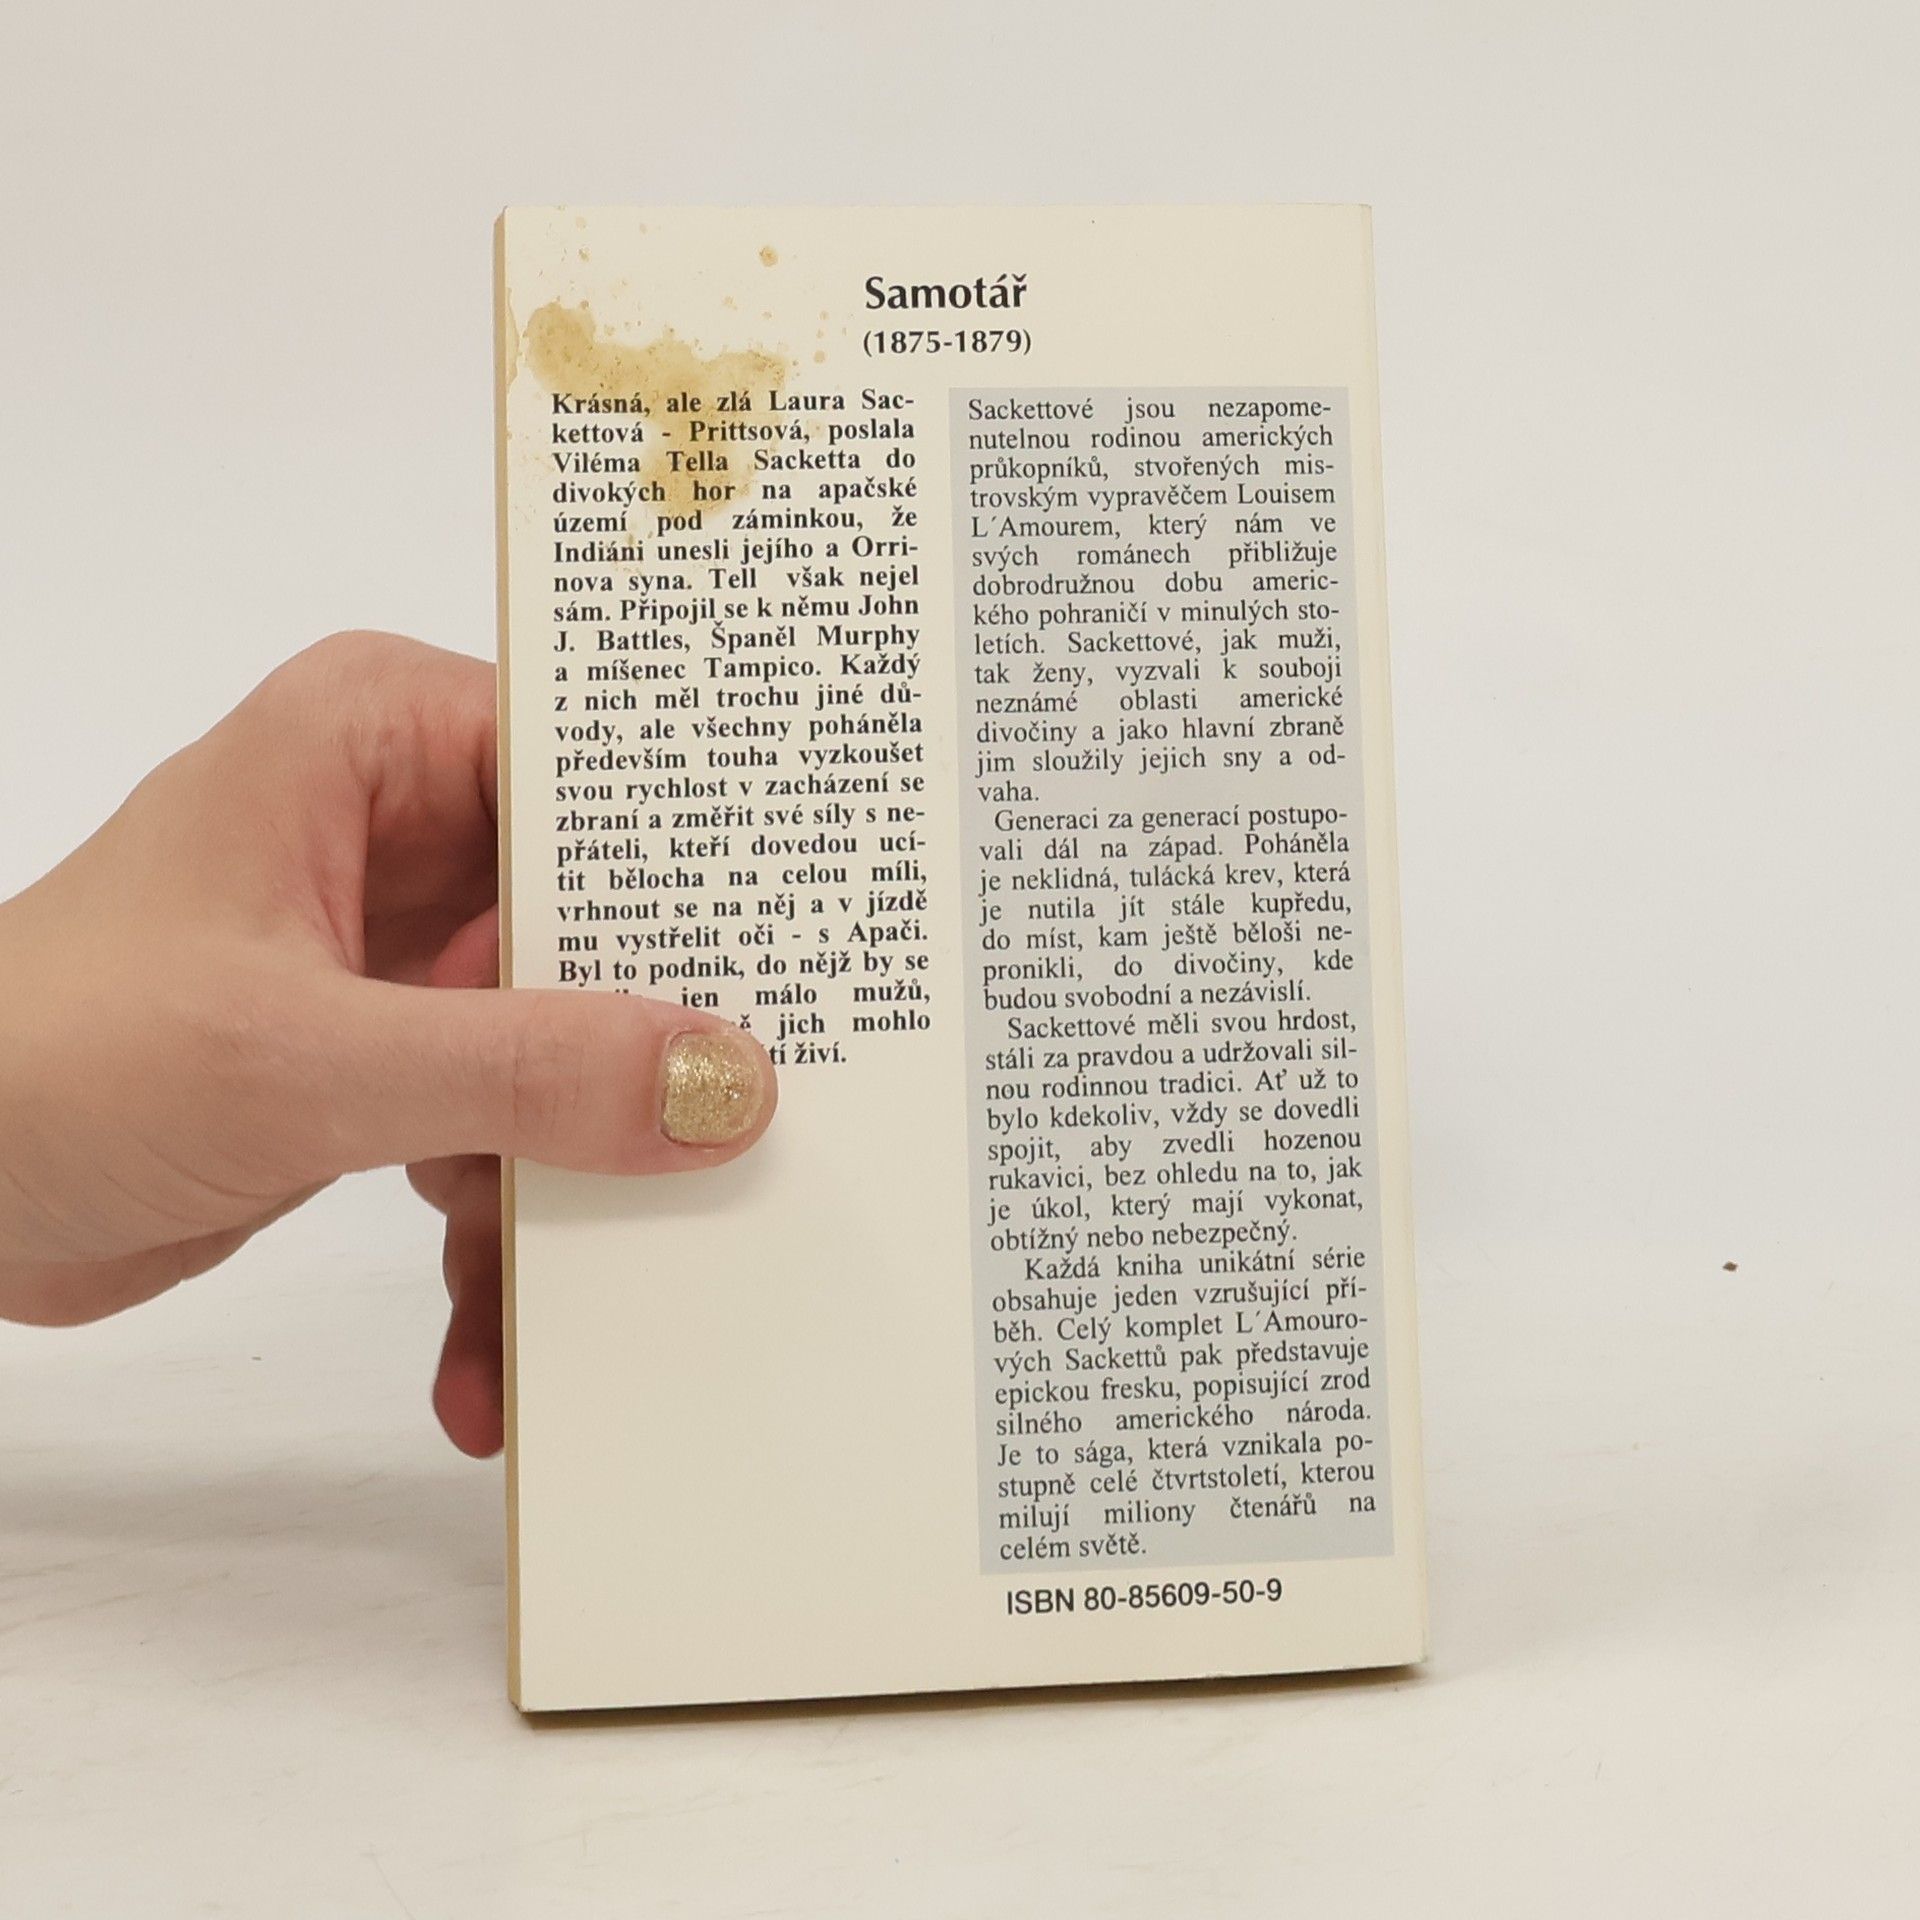 Samotář
(1875-1879)
Krásná, ale zlá Laura Sac-
kettová - Prittsová, poslala
Viléma Tella Sacketta do
divokých hor na apačské
území pod záminkou, že
Indiáni unesli jejího a Orri-
nova syna. Tell však nejel
sám. Připojil se k němu John
J. Battles, Španěl Murphy
a míšenec Tampico. Každý
z nich měl trochu jiné dů-
vody, ale všechny poháněla
především touha vyzkoušet
svou rychlost v zacházení se
zbraní a změřit své síly s ne-
přáteli, kteří dovedou ucí-
tit bělocha na celou míli,
vrhnout se na něj a v jízdě
mu vystřelit oči - s Apači.
Byl to podnik, do nějž by se
jen málo mužů,
jich mohlo
živí.
Sackettové jsou nezapome-
nutelnou rodinou amerických
průkopníků, stvořených mis-
trovským vypravěčem Louisem
L´Amourem, který nám ve
svých románech přibližuje
dobrodružnou dobu americ-
kého pohraničí v minulých sto-
letích. Sackettové, jak muži,
tak ženy, vyzvali k souboji
neznámé oblasti americké
divočiny a jako hlavní zbraně
jim sloužily jejich sny a od-
vaha.
Generaci za generací postupo-
vali dál na západ. Poháněla
je neklidná, tulácká krev, která
je nutila jít stále kupředu,
do míst, kam ještě běloši ne-
pronikli, do divočiny, kde
budou svobodní a nezávislí.
Sackettové měli svou hrdost,
stáli za pravdou a udržovali sil-
nou rodinnou tradici. Ať už to
bylo kdekoliv, vždy se dovedli
spojit, aby zvedli hozenou
rukavici, bez ohledu na to, jak
je úkol, který mají vykonat,
obtížný nebo nebezpečný.
Každá kniha unikátní série
obsahuje jeden vzrušující pří-
běh. Celý komplet L´Amouro-
vých Sackettů pak představuje
epickou fresku, popisující zrod
silného amerického národa.
Je to sága, která vznikala po-
stupně celé čtvrtstoletí, kterou
milují miliony čtenářů na
celém světě.
ISBN 80-85609-50-9